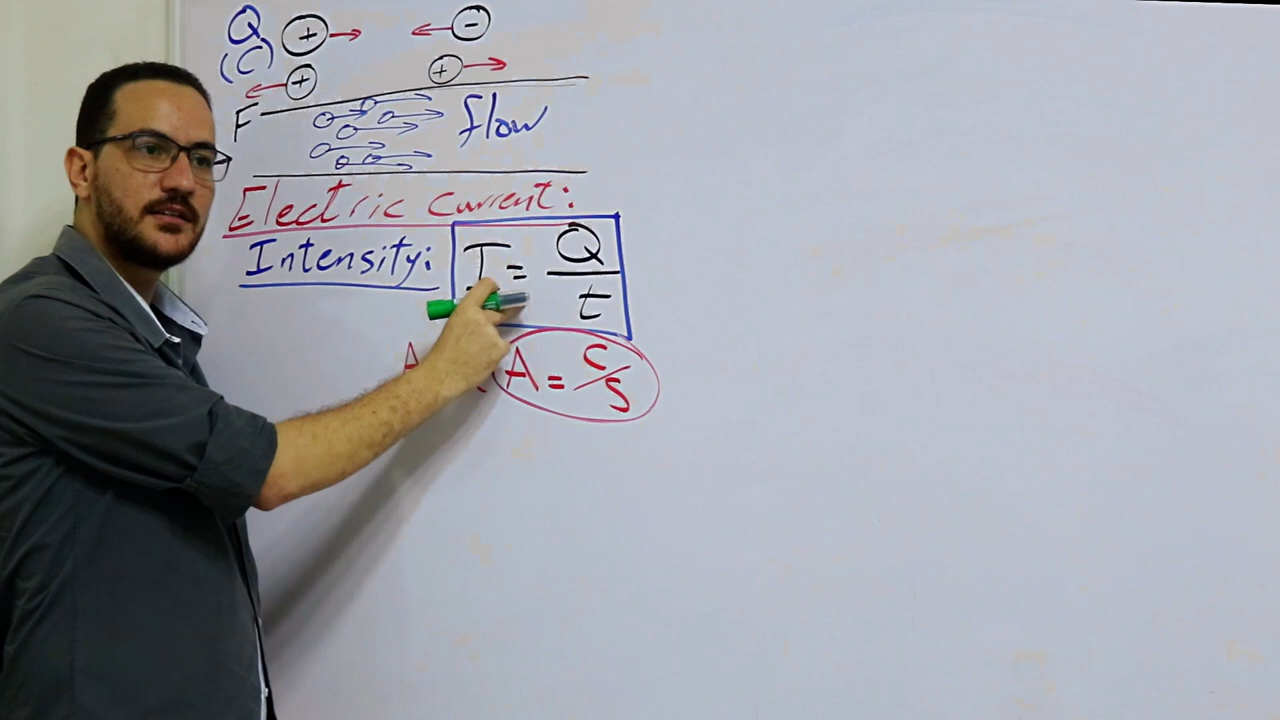 Q + → ← -
(C) + +
F flow
Electric current:
Intensity: I = Q / t
A A = C/s